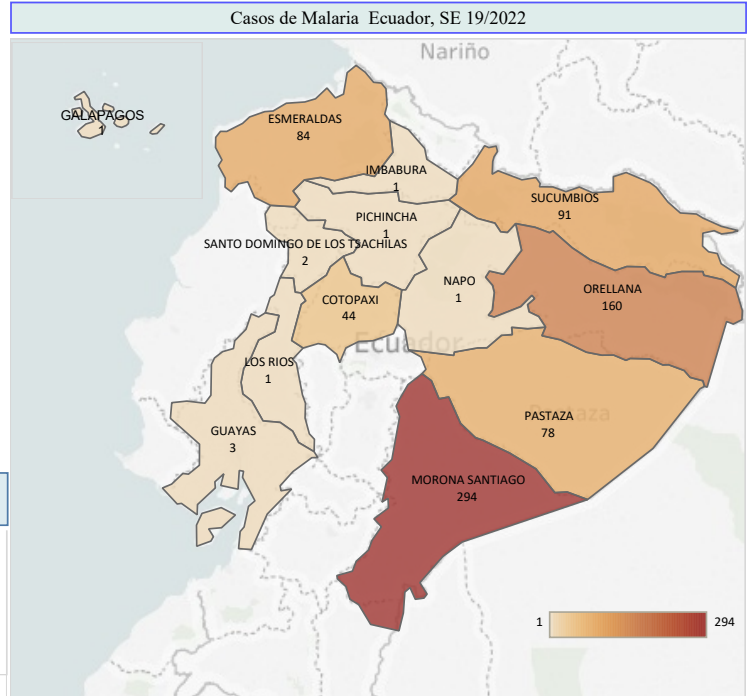 Casos de Malaria Ecuador, SE 19/2022
Nariño
GALAPAGOS
1
ESMERALDAS
84
IMBABURA
1
SUCUMBIOS
91
PICHINCHA
1
SANTO DOMINGO DE LOS TSACHILAS
2
NAPO
1
ORELLANA
160
COTOPAXI
44
Ecuador
LOS RIOS
1
PASTAZA
78
GUAYAS
3
MORONA SANTIAGO
294
1
294